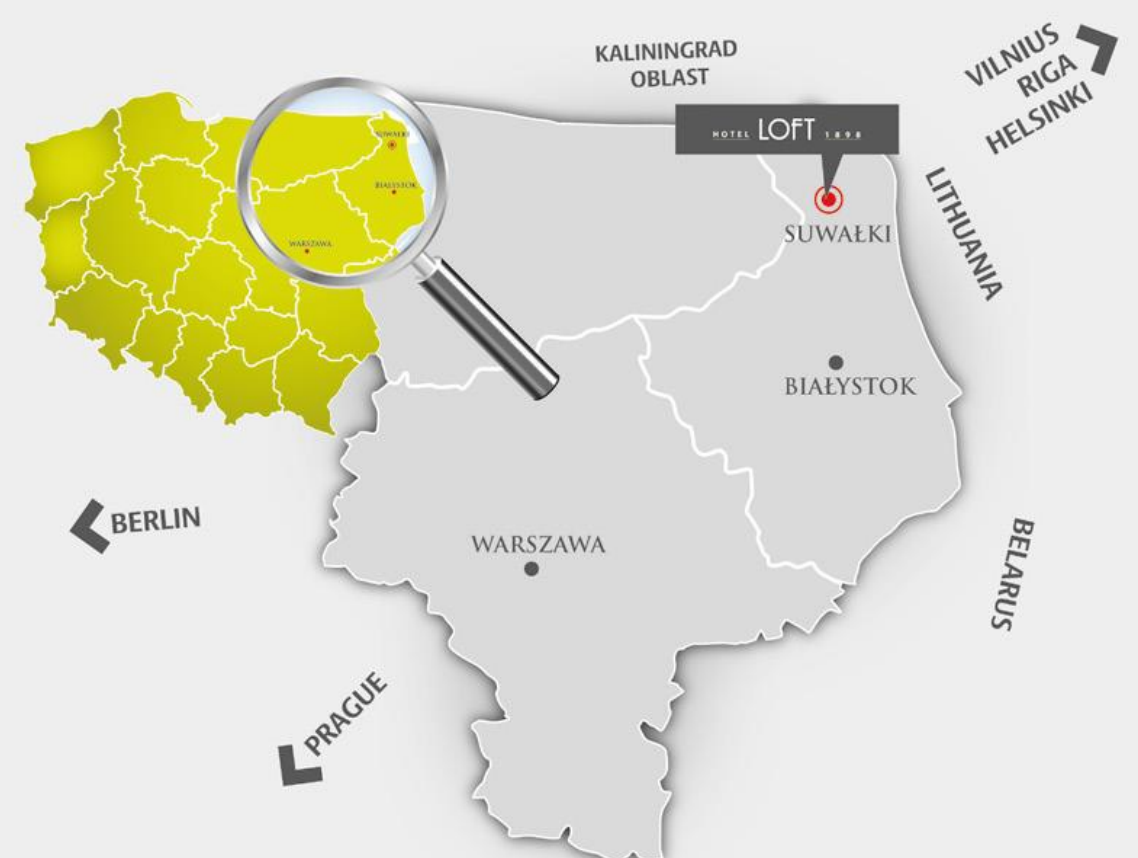 KALININGRAD
OBLAST
VILNIUS
RIGA
HELSINKI
HOTEL LOFT 1898
SUWAŁKI
BIAŁYSTOK
WARSZAWA
LITHUANIA
SUWAŁKI
BIAŁYSTOK
WARSZAWA
BERLIN
BELARUS
PRAGUE